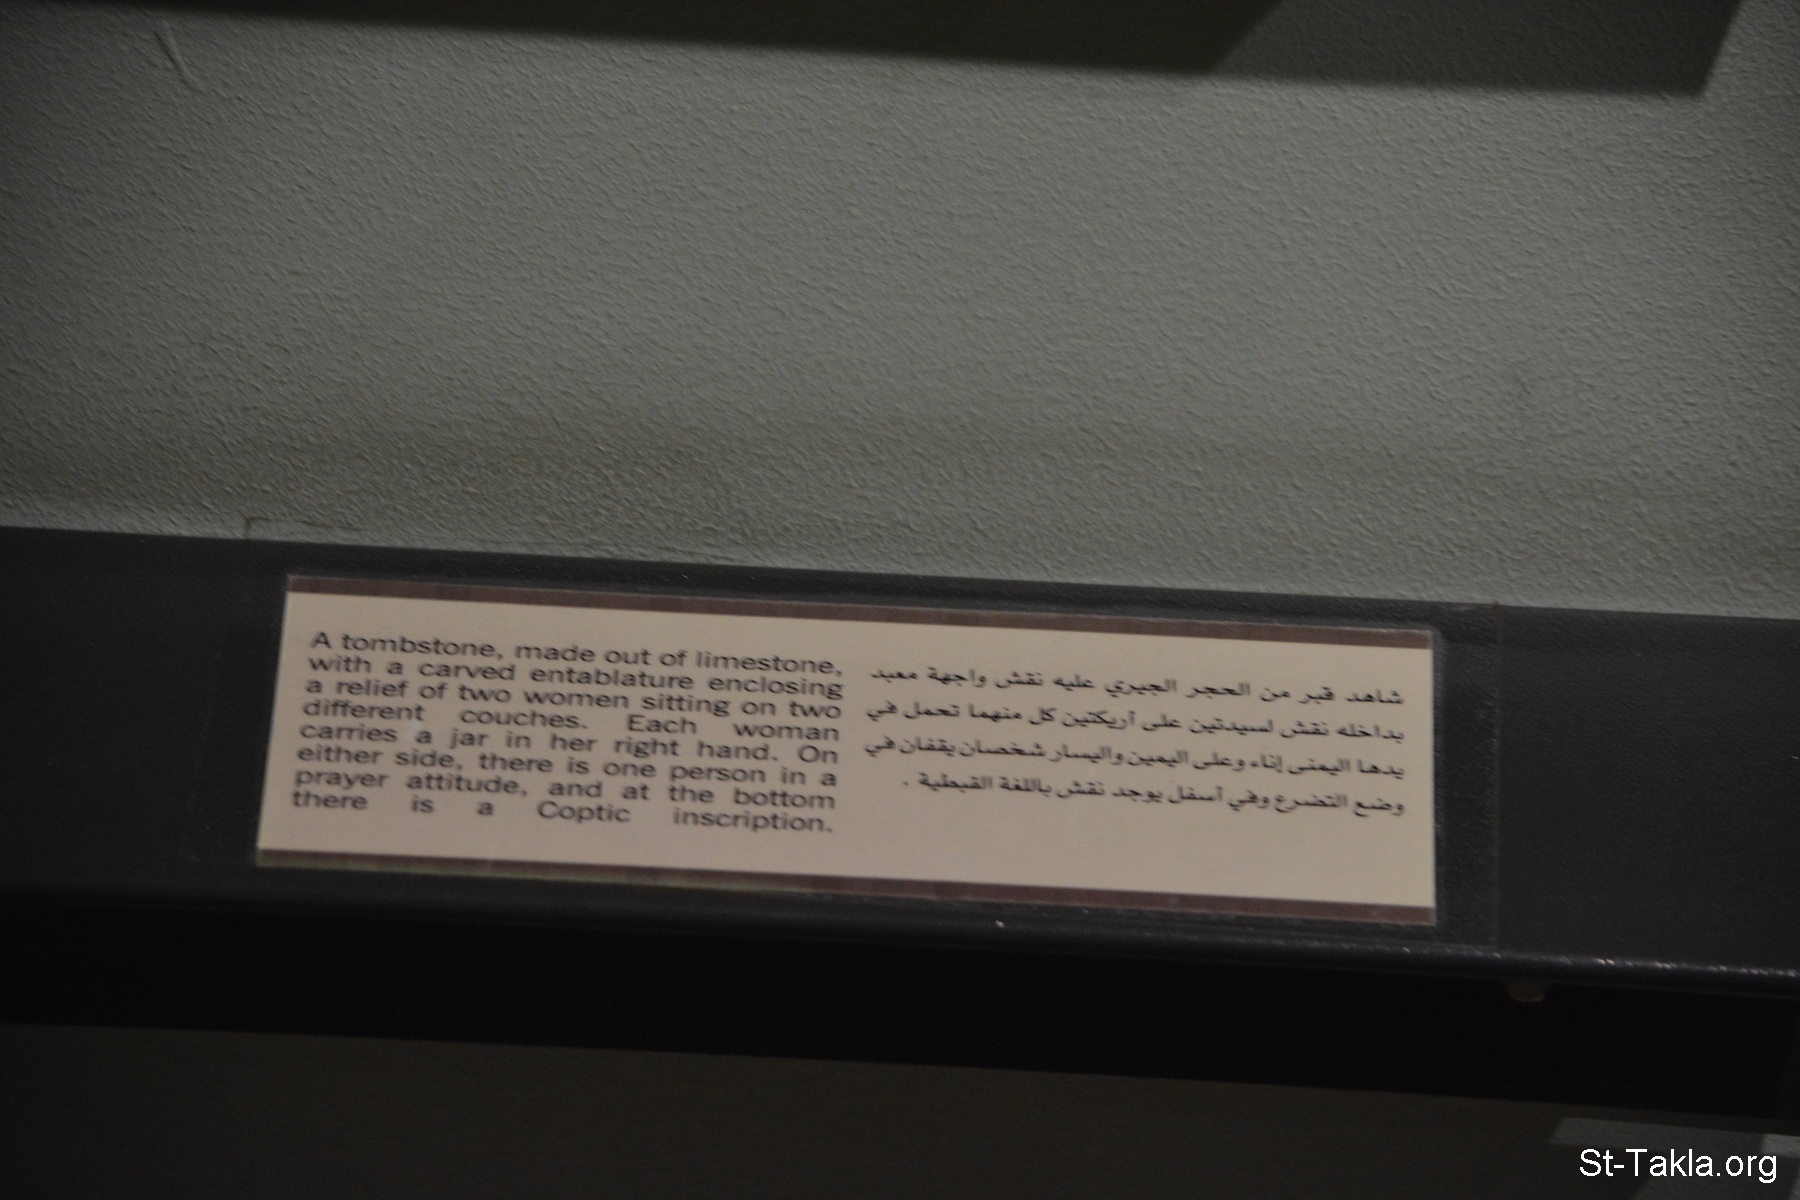 A tombstone, made out of limestone,
with a carved entablature enclosing
a relief of two women sitting on two
different couches. Each woman
carries a jar in her right hand. On
either side, there is one person in a
prayer attitude, and at the bottom
there is a Coptic inscription.
شاهد قبر من الحجر الجيري عليه نقش واجهة معبد
بداخله نقش لسيدتين على أريكتين كل منهما تحمل في
يدها اليمنى إناء وعلى اليمين واليسار شخصان يقفان في
وضع التضرع وفي أسفل يوجد نقش باللغة القبطية .
St-Takla.org